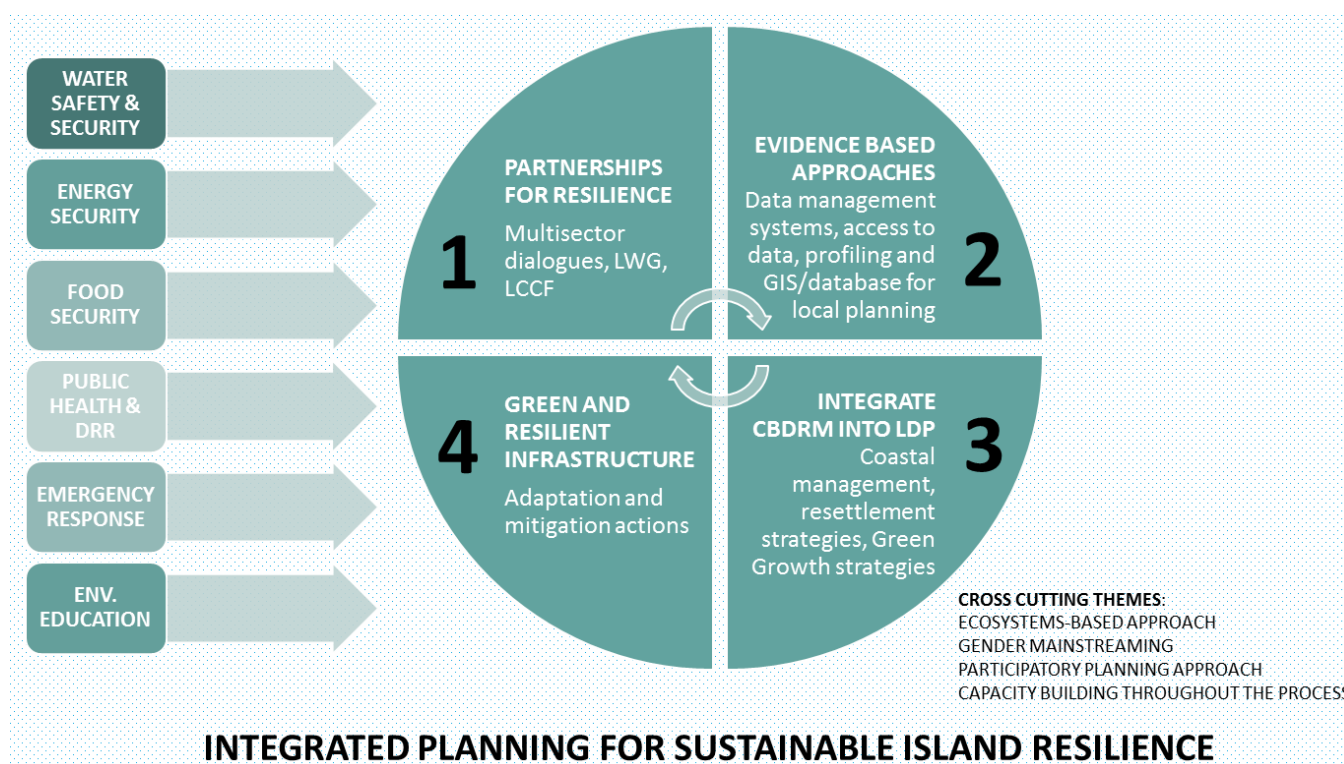 WATER
SAFETY &
SECURITY
ENERGY
SECURITY
FOOD
SECURITY
PUBLIC
HEALTH &
DRR
EMERGENCY
RESPONSE
ENV.
EDUCATION
PARTNERSHIPS
FOR RESILIENCE
Multisector
dialogues, LWG,
LCCF
1
EVIDENCE BASED
APPROACHES
Data management
systems, access to
data, profiling and
GIS/database for
local planning
2
INTEGRATE
CBDRM INTO LDP
Coastal
management,
resettlement
strategies, Green
Growth strategies
3
GREEN AND
RESILIENT
INFRASTRUCTURE
Adaptation and
mitigation actions
4
CROSS CUTTING THEMES:
ECOSYSTEMS-BASED APPROACH
GENDER MAINSTREAMING
PARTICIPATORY PLANNING APPROACH
CAPACITY BUILDING THROUGHOUT THE PROCESS
INTEGRATED PLANNING FOR SUSTAINABLE ISLAND RESILIENCE